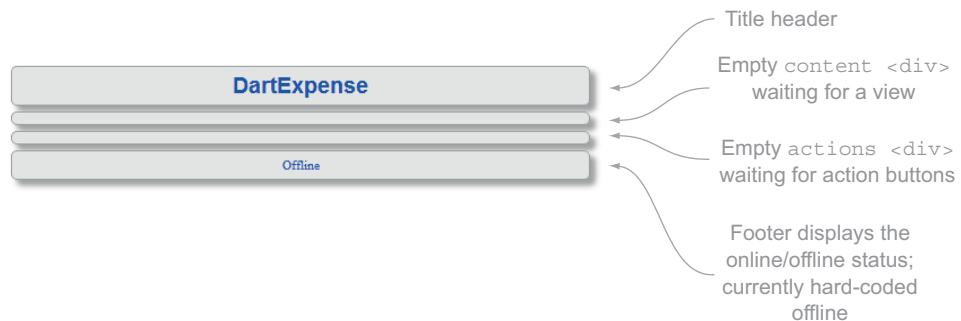 Title header
Empty content <div>
waiting for a view
DartExpense
Empty actions <div>
waiting for action buttons
Offline
Footer displays the
online/offline status;
currently hard-coded
offline